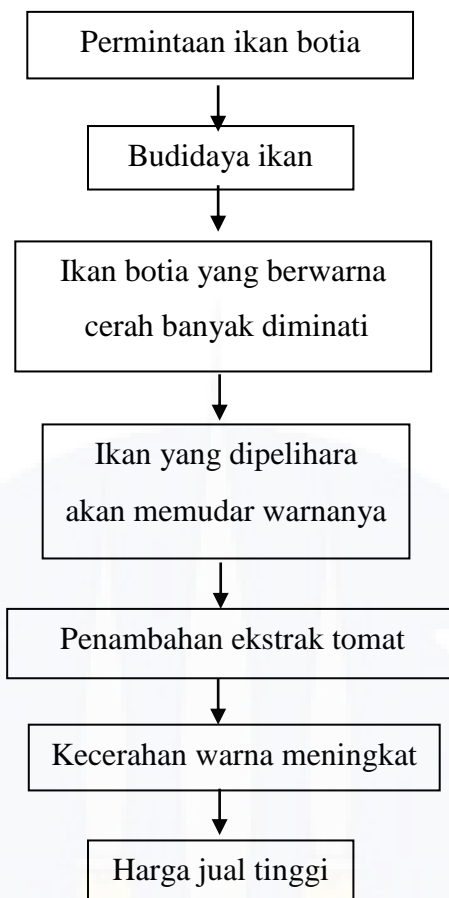 Permintaan ikan botia
Budidaya ikan
Ikan botia yang berwarna
cerah banyak diminati
Ikan yang dipelihara
akan memudar warnanya
Penambahan ekstrak tomat
Kecerahan warna meningkat
Harga jual tinggi